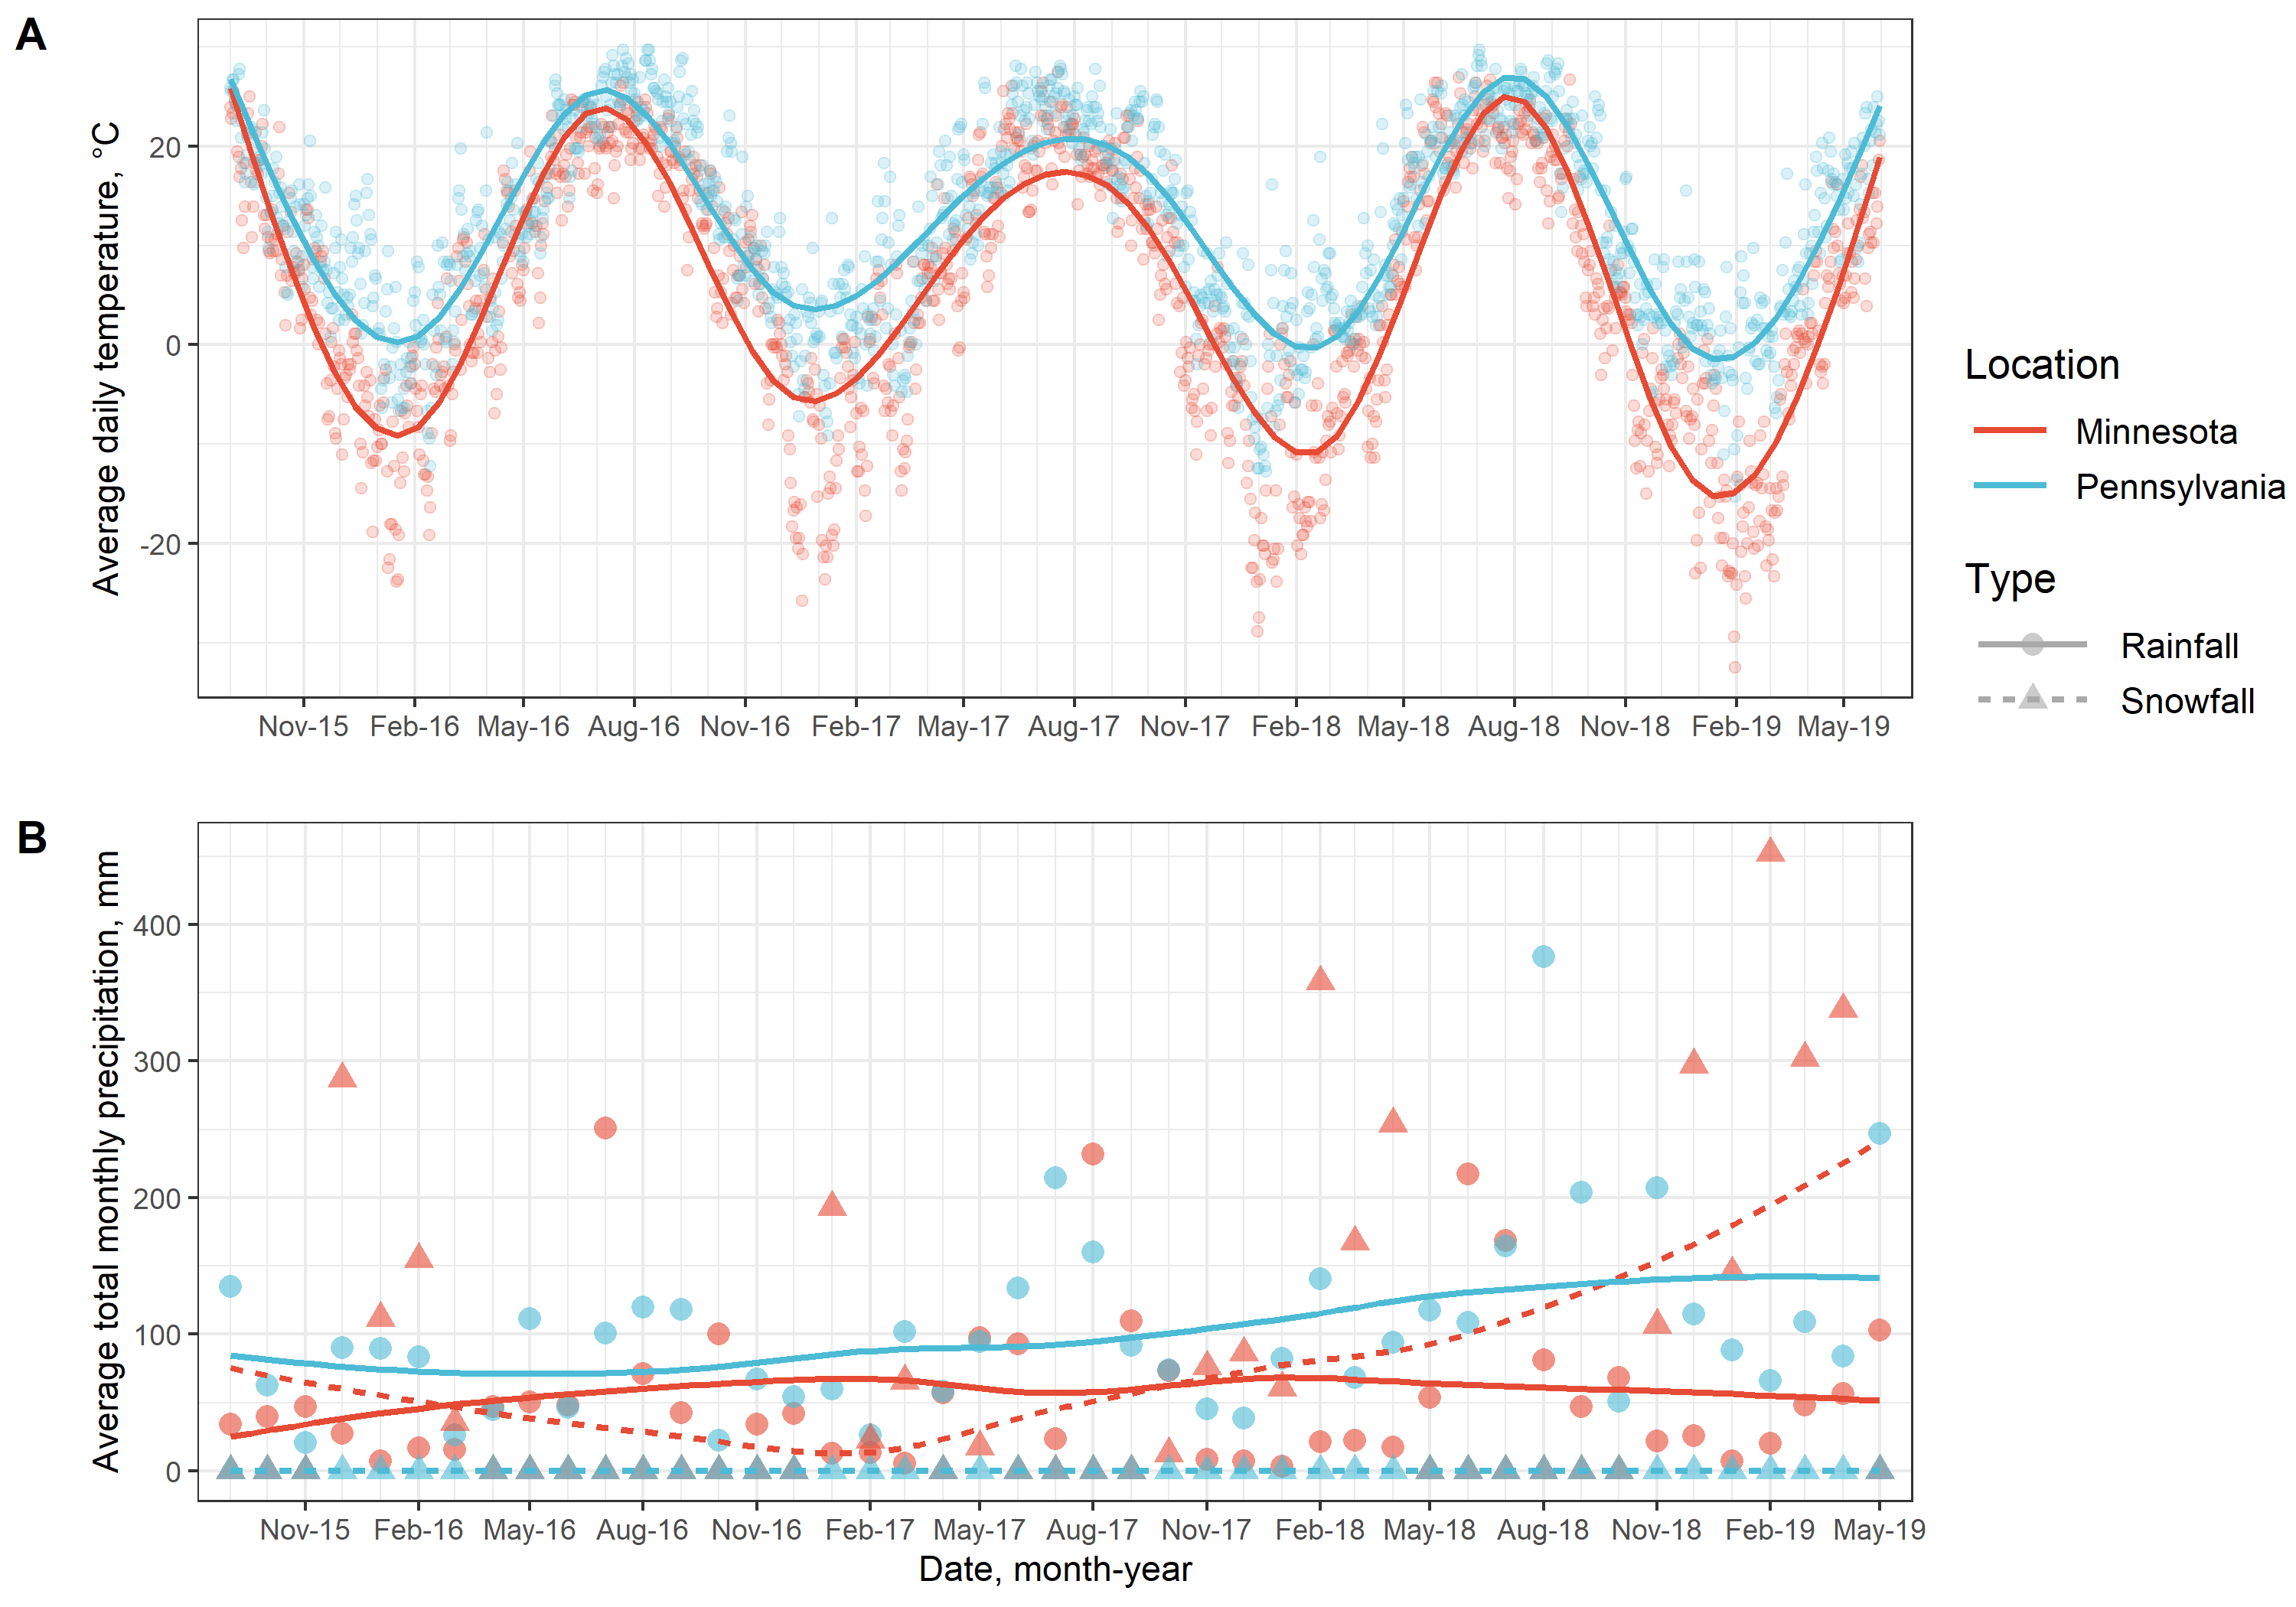 A
Average daily temperature, °C
20
0
-20
Nov-15 Feb-16 May-16 Aug-16 Nov-16 Feb-17 May-17 Aug-17 Nov-17 Feb-18 May-18 Aug-18 Nov-18 Feb-19 May-19
Location
Minnesota
Pennsylvania
Type
Rainfall
Snowfall
B
Average total monthly precipitation, mm
400
300
200
100
0
Nov-15 Feb-16 May-16 Aug-16 Nov-16 Feb-17 May-17 Aug-17 Nov-17 Feb-18 May-18 Aug-18 Nov-18 Feb-19 May-19
Date, month-year